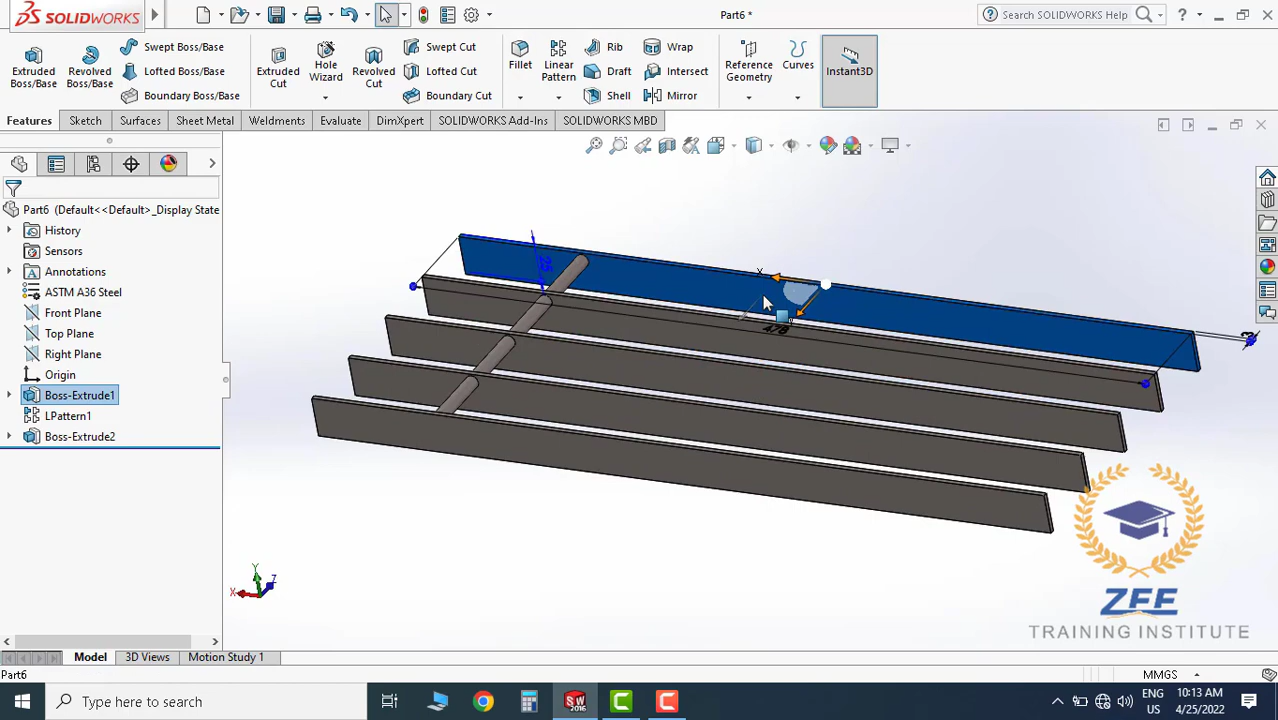 SOLIDWORKS
Part6 *
Search SOLIDWORKS Help
Extruded Boss/Base
Revolved Boss/Base
Swept Boss/Base
Lofted Boss/Base
Boundary Boss/Base
Extruded Cut
Hole Wizard
Revolved Cut
Swept Cut
Lofted Cut
Boundary Cut
Fillet
Linear Pattern
Rib
Draft
Shell
Wrap
Intersect
Mirror
Reference Geometry
Curves
Instant3D
Features
Sketch
Surfaces
Sheet Metal
Weldments
Evaluate
DimXpert
SOLIDWORKS Add-Ins
SOLIDWORKS MBD
Part6 (Default<<Default>_Display State
History
Sensors
Annotations
ASTM A36 Steel
Front Plane
Top Plane
Right Plane
Origin
Boss-Extrude1
LPattern1
Boss-Extrude2
25
X
478
Y
Z
X
ZFE
TRAINING INSTITUTE
Model
3D Views
Motion Study 1
Part6
MMGS
Type here to search
SW
2016
ENG
US
10:13 AM
4/25/2022